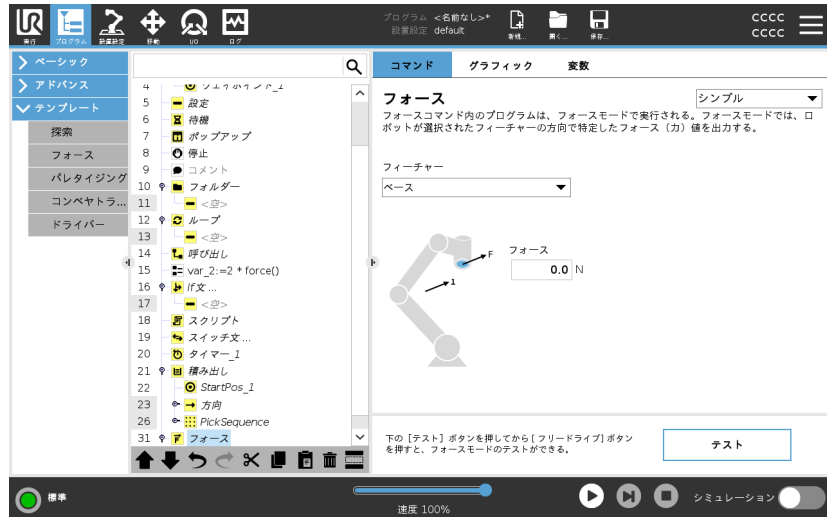 UR
実行
プログラム
設置設定
移動
I/O
ログ
プログラム <名前なし>*
設置設定 default
新規...
開く...
保存...
CCCC
CCCC
ベーシック
アドバンス
テンプレート
探索
フォース
パレタイジング
コンベヤトラ...
ドライバー
4 ウェイポイント_1
5 設定
6 待機
7 ポップアップ
8 停止
9 コメント
10 フォルダー
11 <空>
12 ループ
13 <空>
14 呼び出し
15 var_2:=2 * force()
16 If文...
17 <空>
18 スクリプト
19 スイッチ文...
20 タイマー_1
21 積み出し
22 StartPos_1
23 方向
26 PickSequence
31 フォース
コマンド グラフィック 変数
フォース
シンプル
フォースコマンド内のプログラムは、フォースモードで実行される。フォースモードでは、ロ
ボットが選択されたフィーチャーの方向で特定したフォース（力）値を出力する。
フィーチャー
ベース
F
1
フォース
0.0 N
下の［テスト］ボタンを押してから[フリードライブ]ボタン
を押すと、フォースモードのテストができる。
テスト
標準
速度 100%
シミュレーション